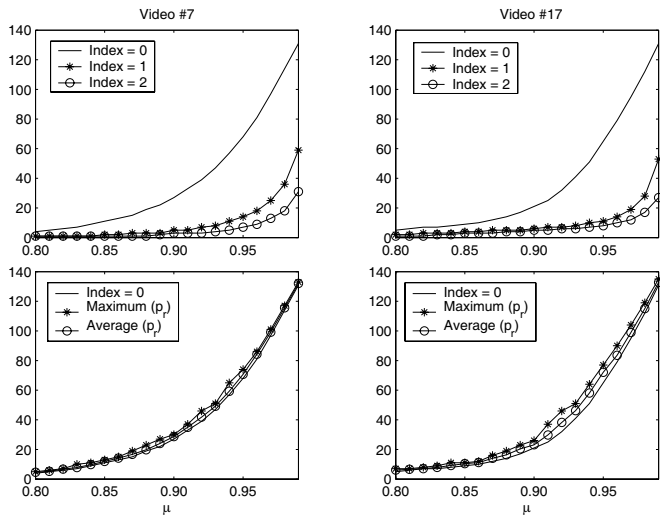 Video #7
140
120
100
80
60
40
20
0
0.80 0.85 0.90 0.95
Index = 0
Index = 1
Index = 2
Video #17
140
120
100
80
60
40
20
0
0.80 0.85 0.90 0.95
Index = 0
Index = 1
Index = 2
140
120
100
80
60
40
20
0
0.80 0.85 0.90 0.95
μ
Index = 0
Maximum (p_r)
Average (p_r)
140
120
100
80
60
40
20
0
0.80 0.85 0.90 0.95
μ
Index = 0
Maximum (p_r)
Average (p_r)